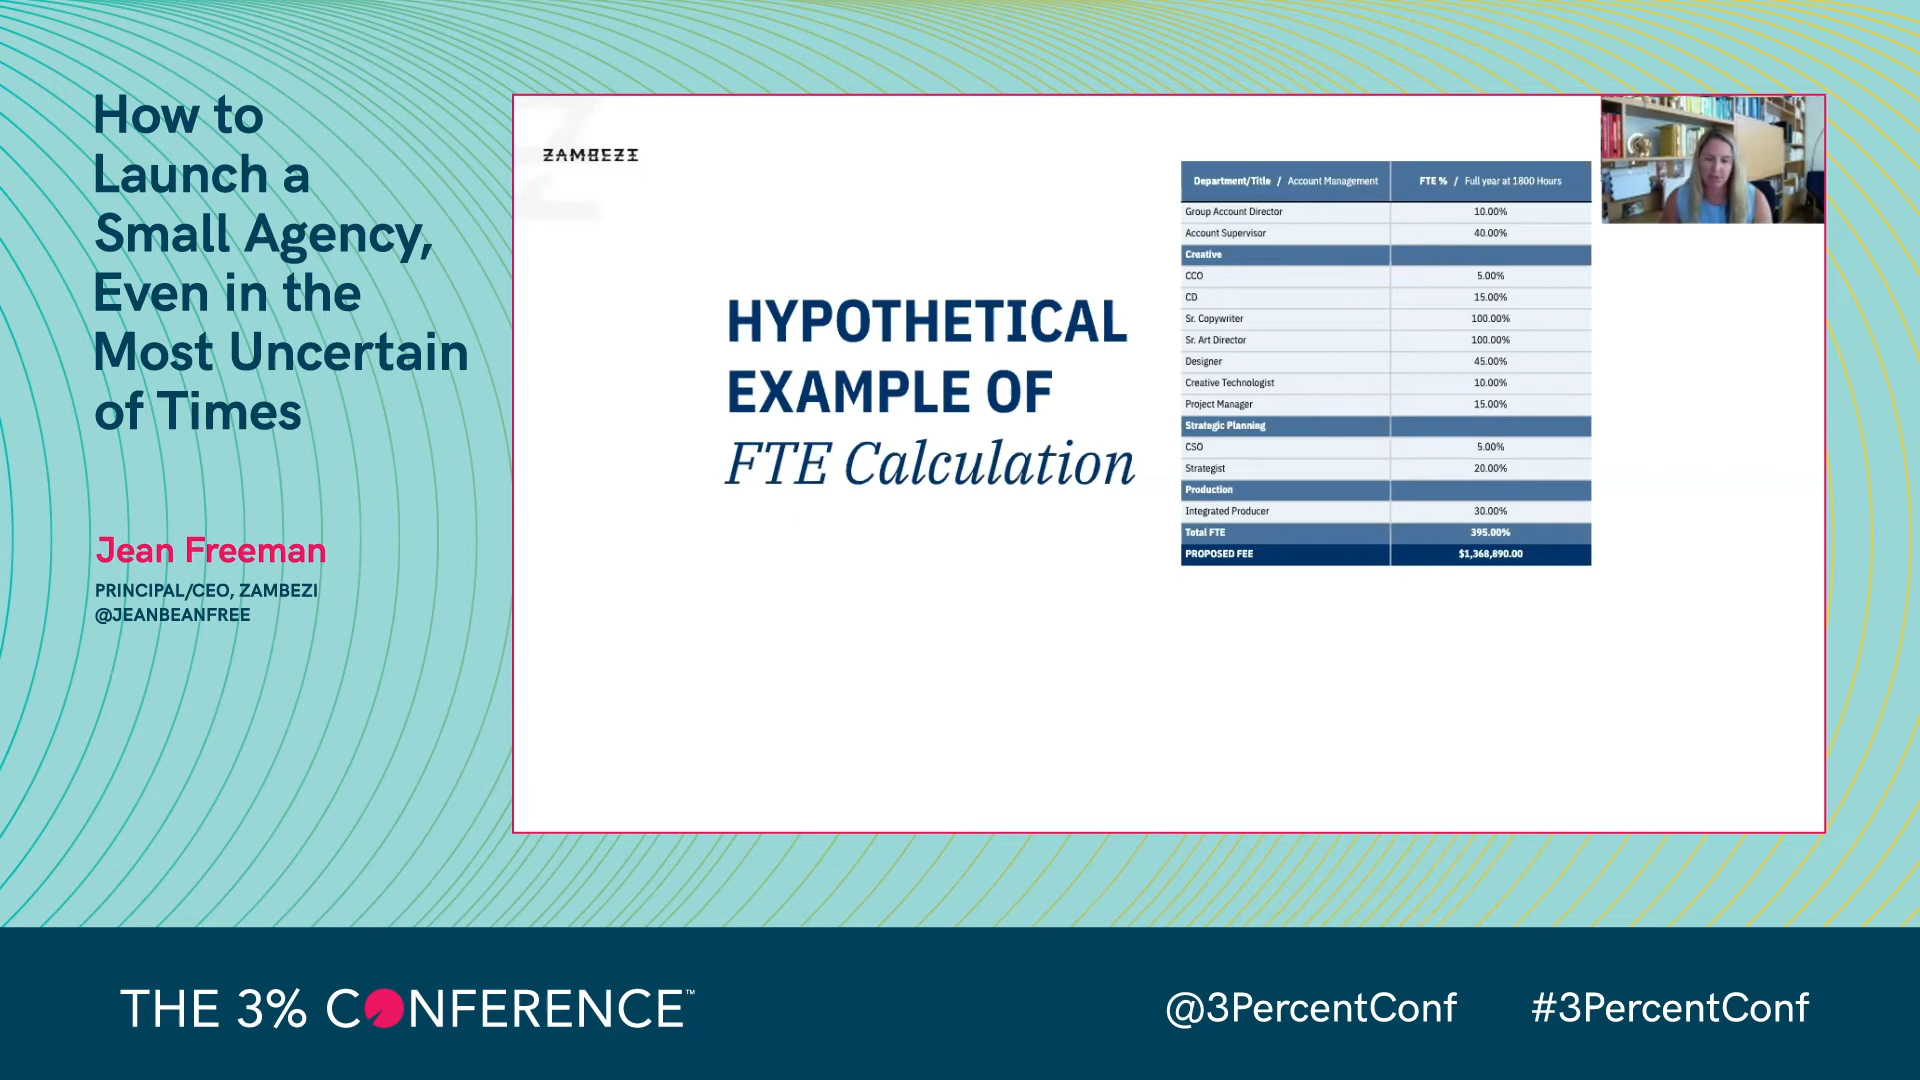 How to
Launch a
Small Agency,
Even in the
Most Uncertain
of Times
Jean Freeman
PRINCIPAL/CEO, ZAMBEZI
@JEANBEANFREE
ZAMBEZI
HYPOTHETICAL
EXAMPLE OF
FTE Calculation
Department/Title / Account Management FTE % / Full year at 1800 Hours
Group Account Director 10.00%
Account Supervisor 40.00%
Creative
CCO 5.00%
CD 15.00%
Sr. Copywriter 100.00%
Sr. Art Director 100.00%
Designer 45.00%
Creative Technologist 10.00%
Project Manager 15.00%
Strategic Planning
CSO 5.00%
Strategist 20.00%
Production
Integrated Producer 30.00%
Total FTE 395.00%
PROPOSED FEE $1,368,890.00
THE 3% CONFERENCE™
@3PercentConf #3PercentConf